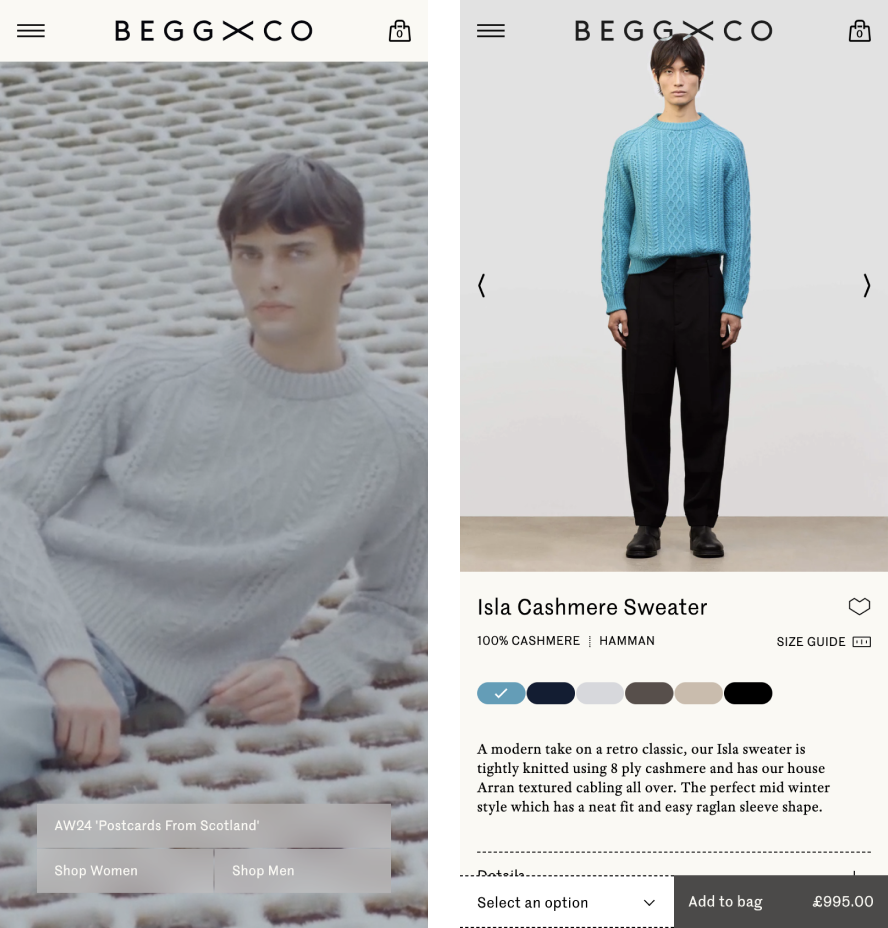 BEGG X CO
0
AW24 'Postcards From Scotland'
Shop Women
Shop Men
BEGG X CO
0
Isla Cashmere Sweater
100% CASHMERE ┊ HAMMAN
SIZE GUIDE
A modern take on a retro classic, our Isla sweater is
tightly knitted using 8 ply cashmere and has our house
Arran textured cabling all over. The perfect mid winter
style which has a neat fit and easy raglan sleeve shape.
Details
Select an option
Add to bag £995.00